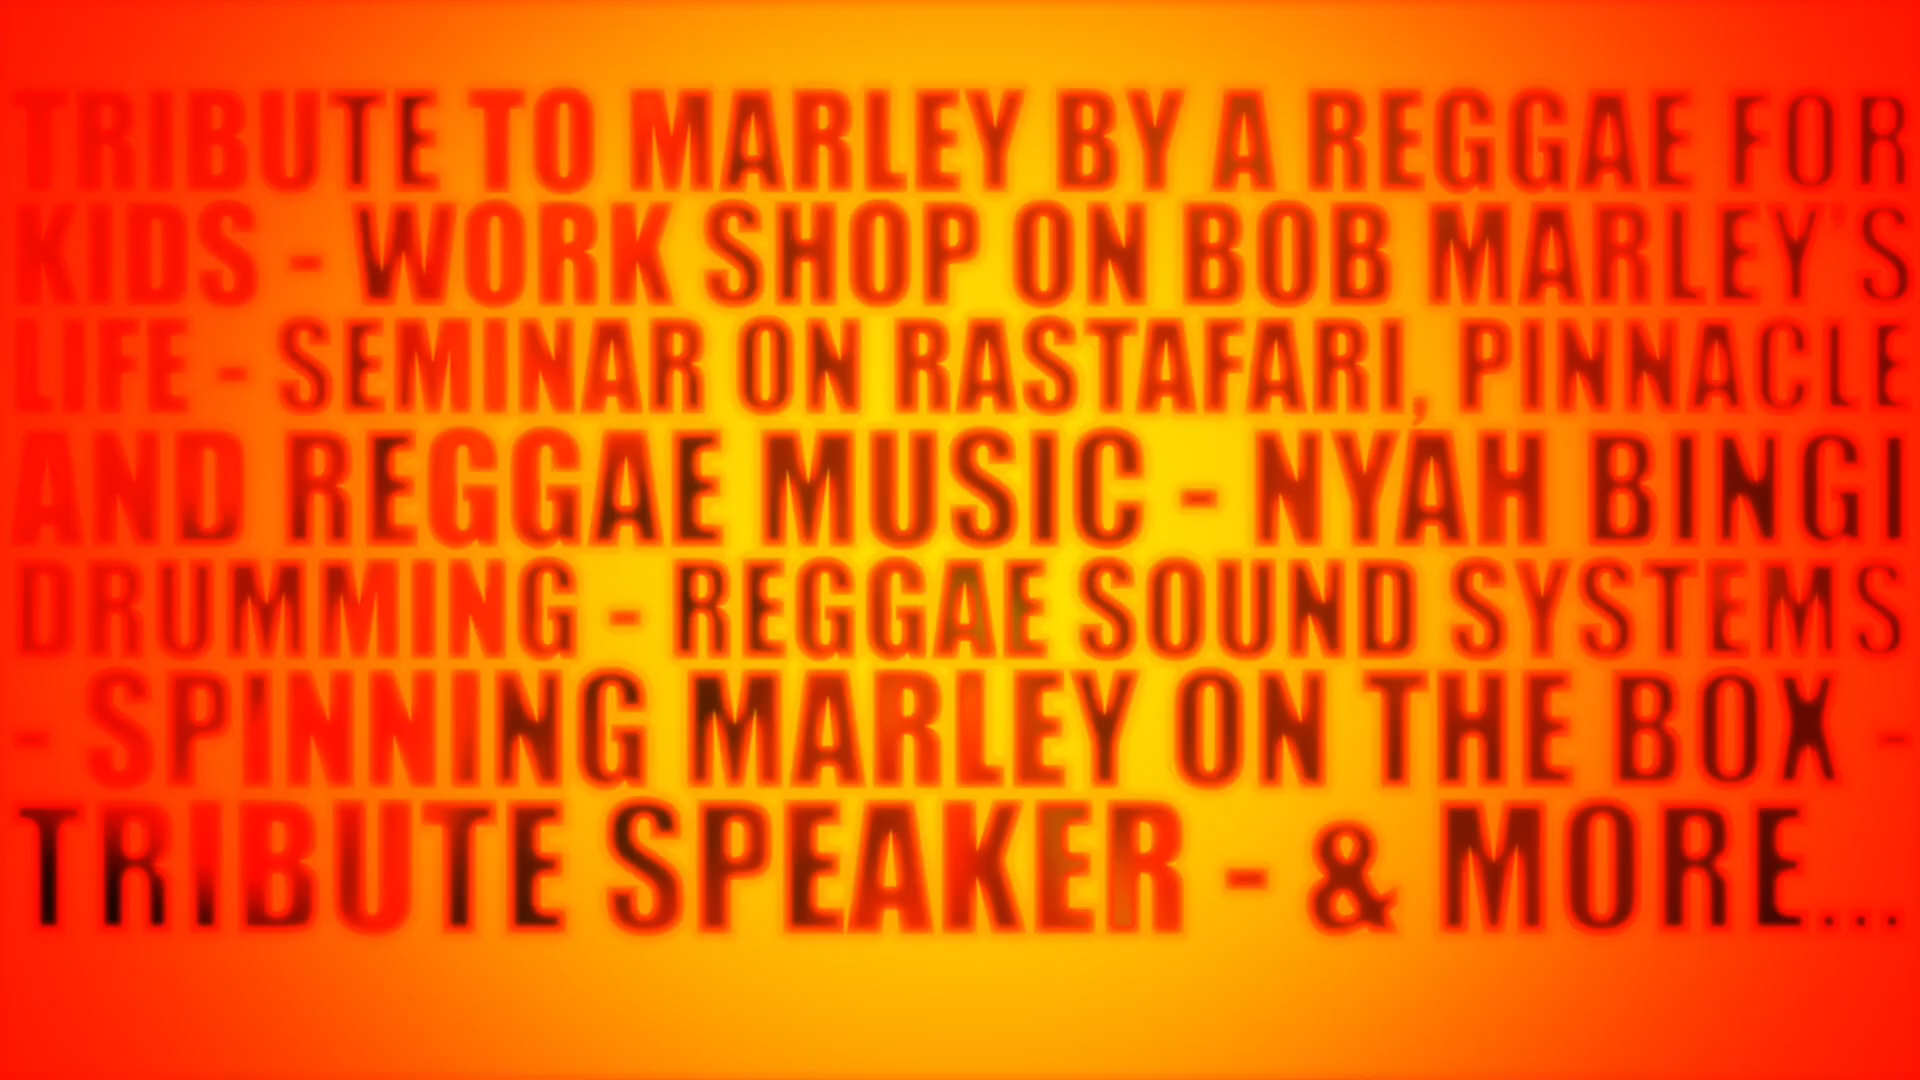 TRIBUTE TO MARLEY BY A REGGAE FOR
KIDS - WORK SHOP ON BOB MARLEY'S
LIFE - SEMINAR ON RASTAFARI, PINNACLE
AND REGGAE MUSIC - NYAH BINGI
DRUMMING - REGGAE SOUND SYSTEMS
- SPINNING MARLEY ON THE BOX -
TRIBUTE SPEAKER - & MORE...